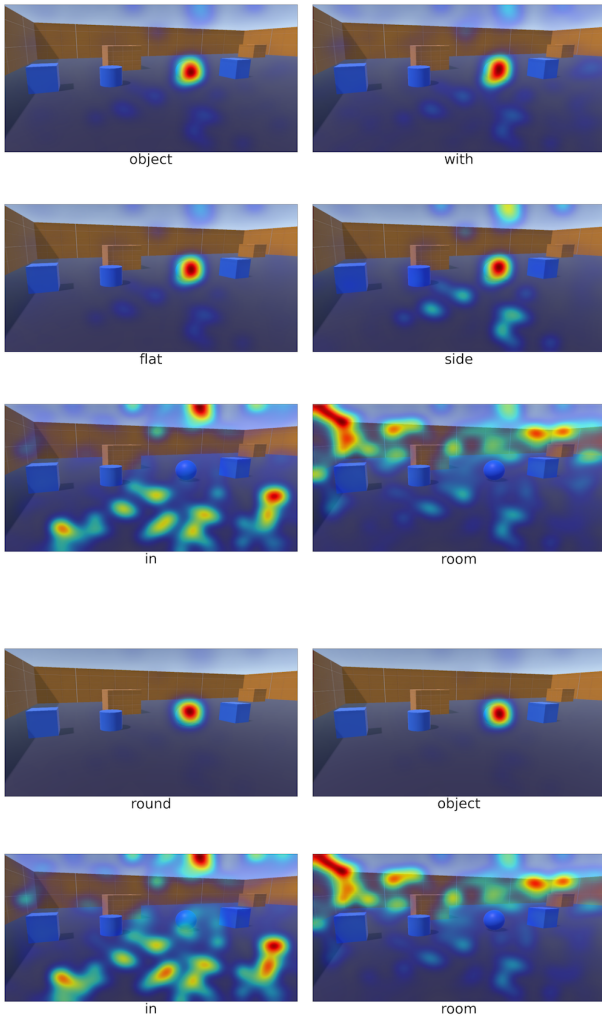 object
with
flat
side
in
room
round
object
in
room